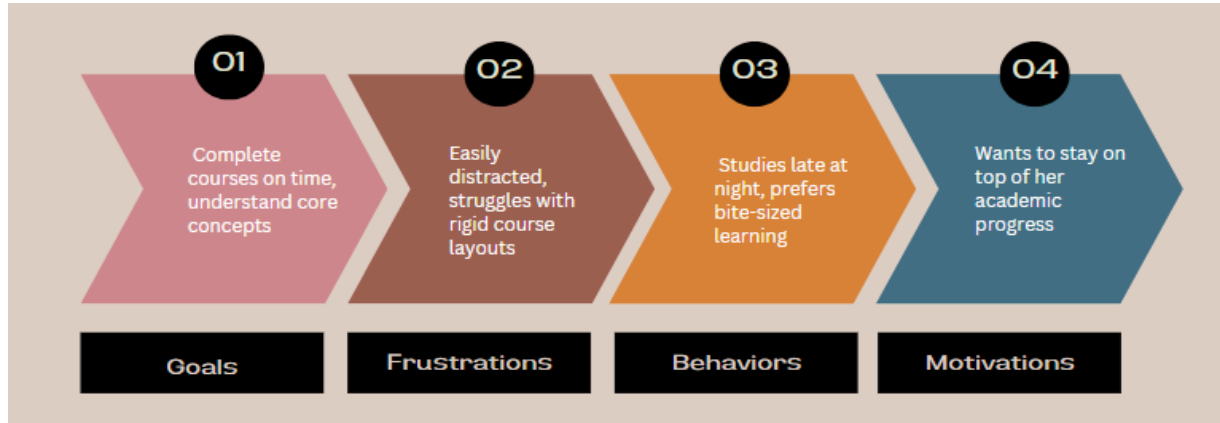 01
Complete
courses on time,
understand core
concepts
02
Easily
distracted,
struggles with
rigid course
layouts
03
Studies late at
night, prefers
bite-sized
learning
04
Wants to stay on
top of her
academic
progress
Goals
Frustrations
Behaviors
Motivations